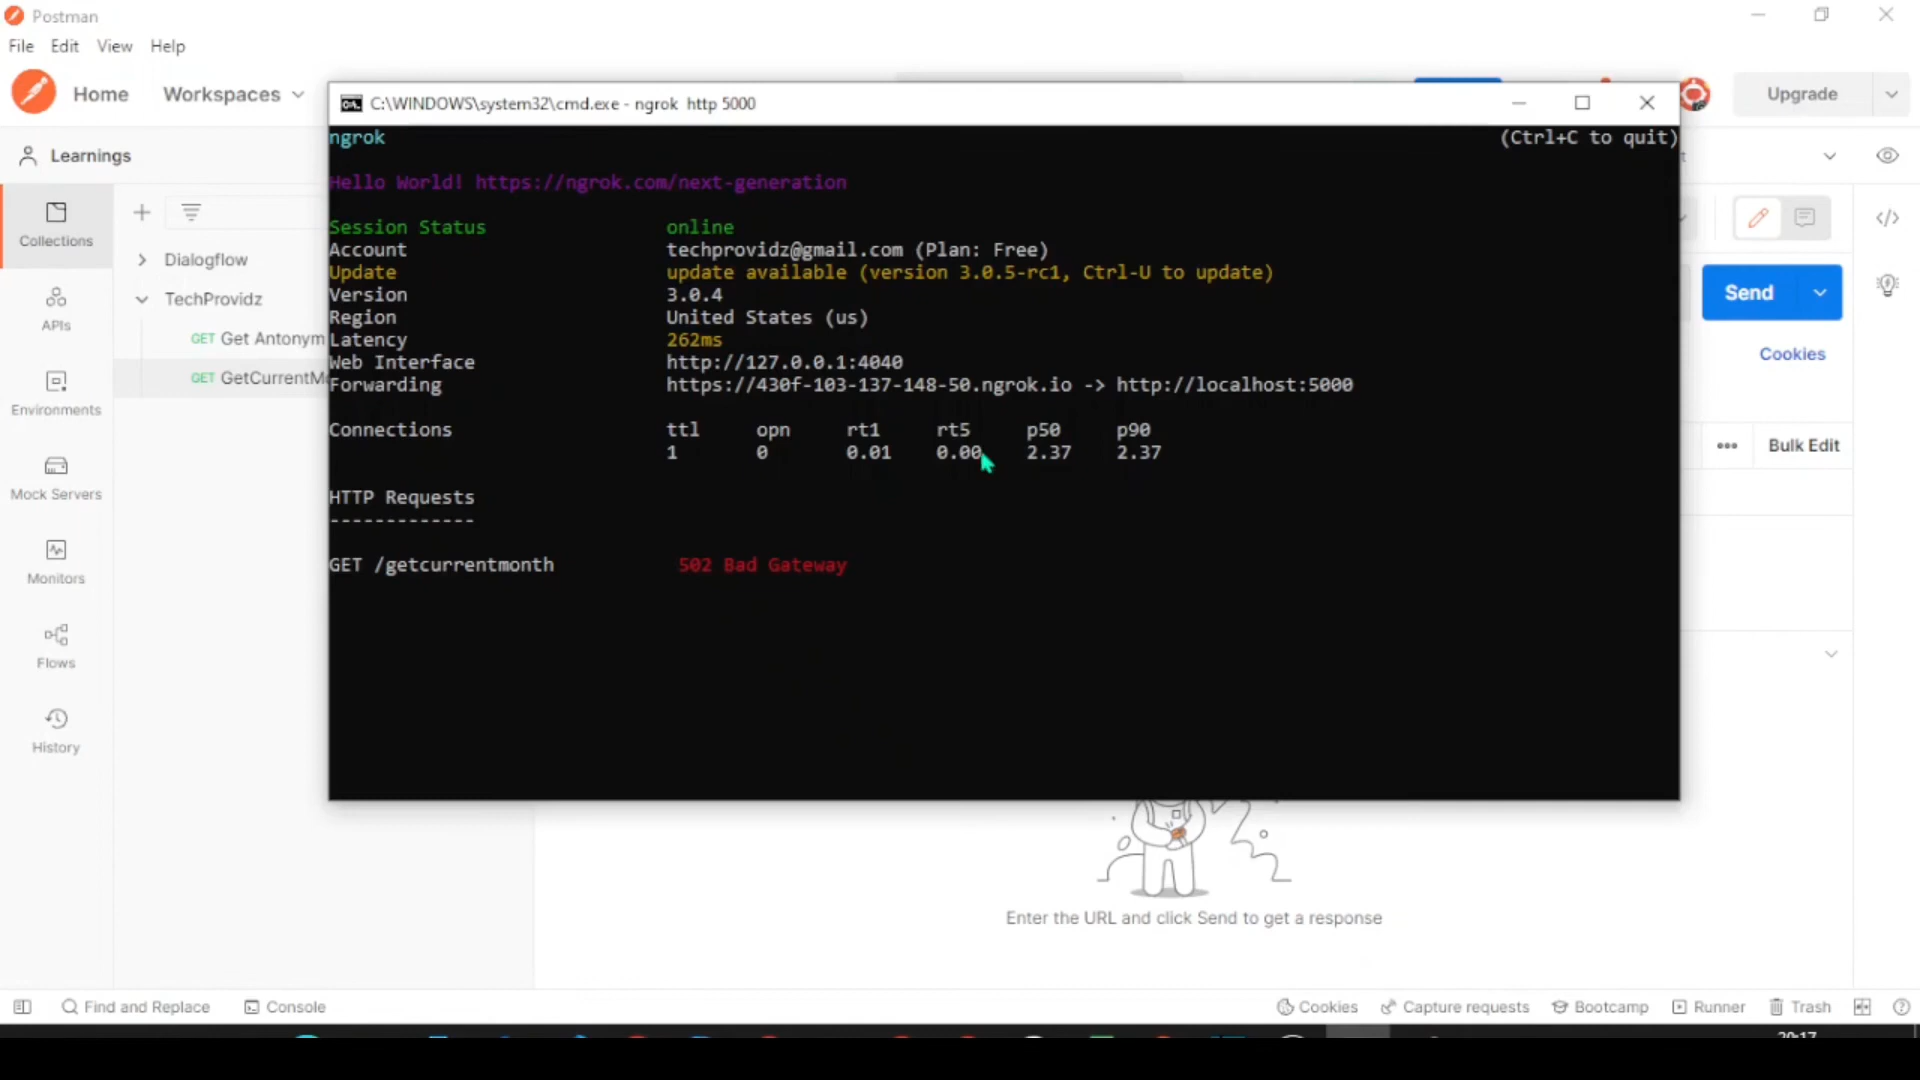 Postman
File Edit View Help
Home Workspaces Upgrade
C:\WINDOWS\system32\cmd.exe - ngrok http 5000
ngrok (Ctrl+C to quit)
Learnings
Hello World! https://ngrok.com/next-generation
Collections
Session Status online
Account techprovidz@gmail.com (Plan: Free)
Dialogflow
Update update available (version 3.0.5-rc1, Ctrl-U to update)
Version 3.0.4
Send
TechProvidz
Region United States (us)
APIs
GET Get Antonym
Latency 262ms
Cookies
Web Interface http://127.0.0.1:4040
GET GetCurrentMo
Forwarding https://430f-103-137-148-50.ngrok.io -> http://localhost:5000
Environments
Connections ttl opn rt1 rt5 p50 p90
Bulk Edit
1 0 0.01 0.00 2.37 2.37
Mock Servers
HTTP Requests
-------------
GET /getcurrentmonth 502 Bad Gateway
Monitors
Flows
History
Enter the URL and click Send to get a response
Find and Replace Console Cookies Capture requests Bootcamp Runner Trash
20:17